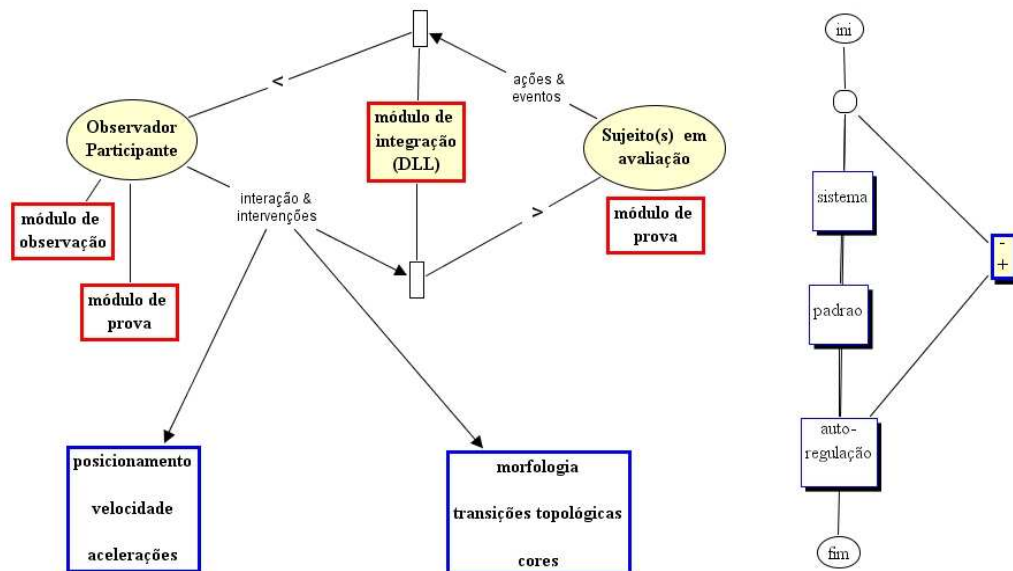 ações &
eventos
<
Observador
Participante
módulo de
integração
(DLL)
Sujeito(s) em
avaliação
interação &
intervenções
>
módulo de
observação
módulo de
prova
módulo de
prova
posicionamento
velocidade
acelerações
morfologia
transições topológicas
cores
ini
sistema
-
+
padrao
auto-
regulação
fim